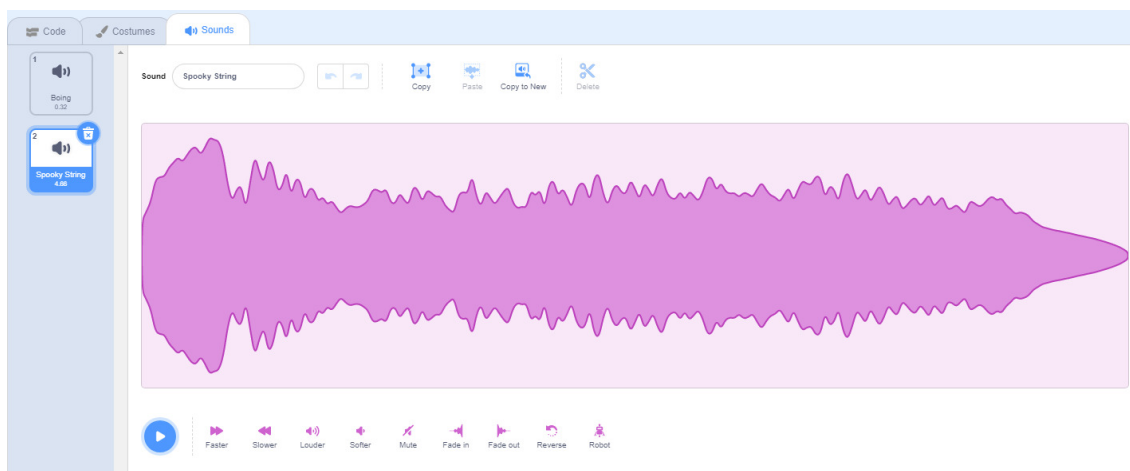 Code
Costumes
Sounds
1
Boing
0.32
2
Spooky String
4.66
Sound
Spooky String
Copy
Paste
Copy to New
Delete
Faster
Slower
Louder
Softer
Mute
Fade in
Fade out
Reverse
Robot